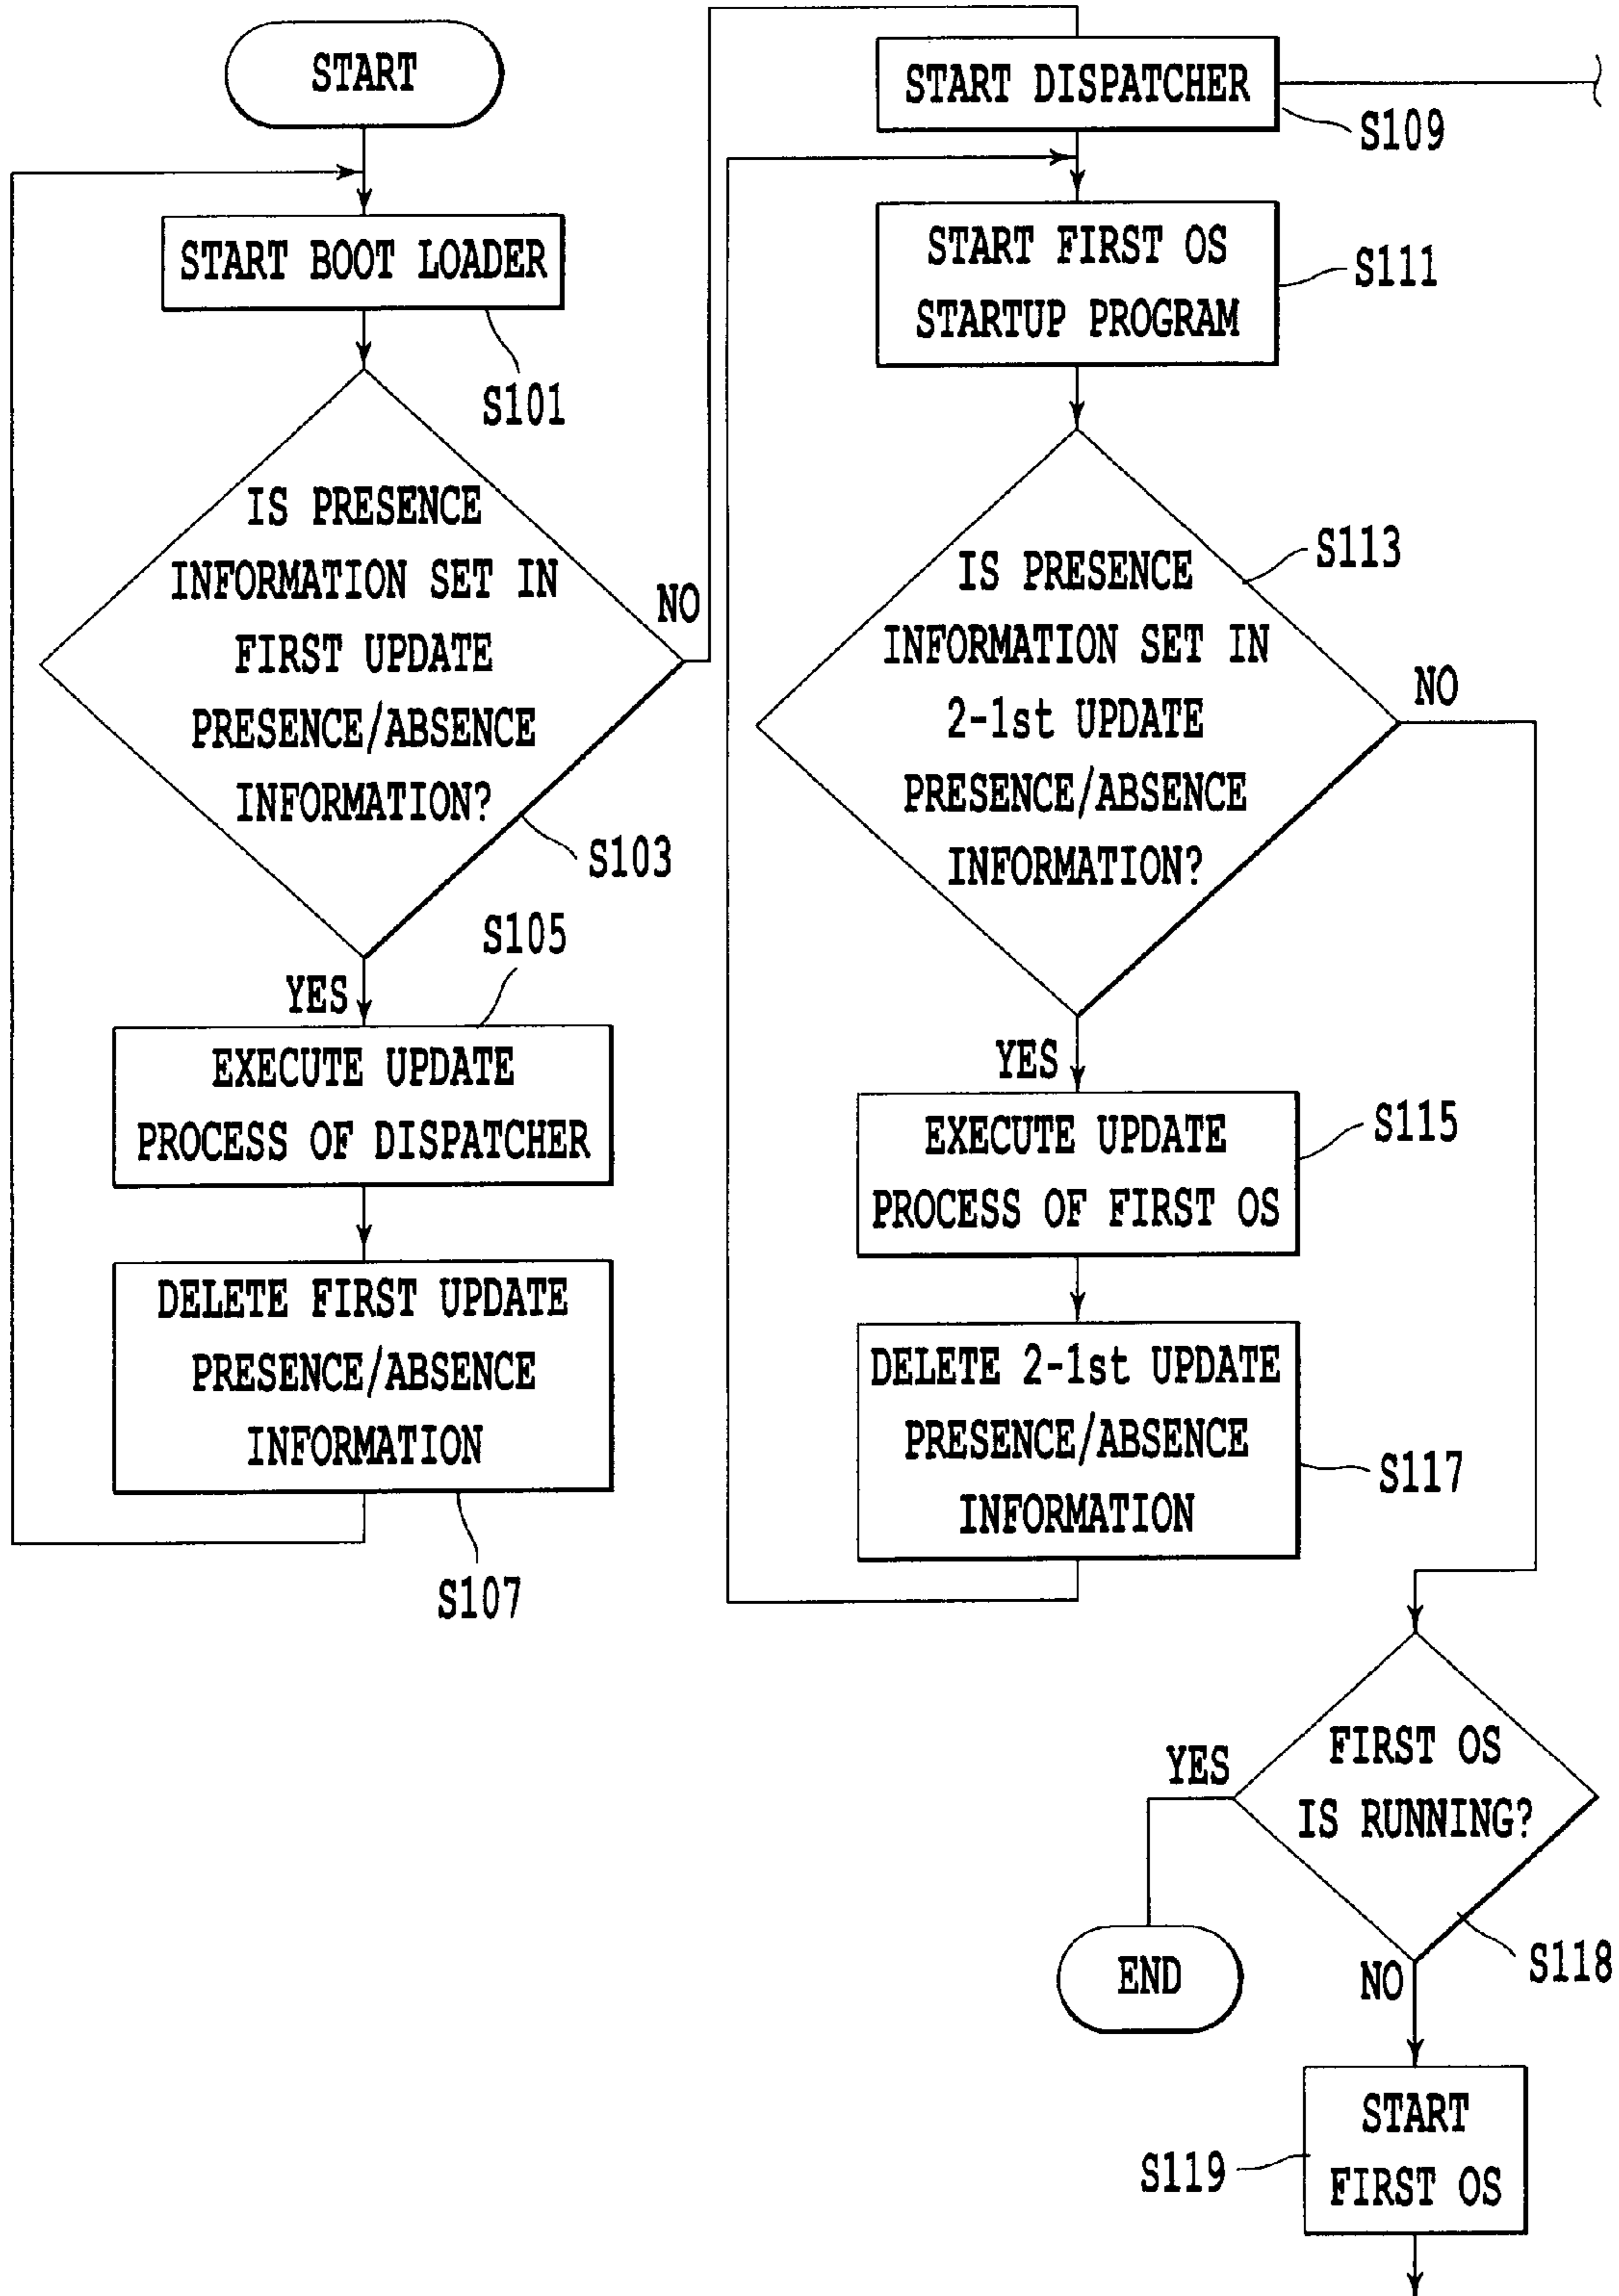 START
START BOOT LOADER
S101
IS PRESENCE
INFORMATION SET IN
FIRST UPDATE
PRESENCE/ABSENCE
INFORMATION?
NO
S103
YES
S105
EXECUTE UPDATE
PROCESS OF DISPATCHER
DELETE FIRST UPDATE
PRESENCE/ABSENCE
INFORMATION
S107
START DISPATCHER
S109
START FIRST OS
STARTUP PROGRAM
S111
IS PRESENCE
INFORMATION SET IN
2-1st UPDATE
PRESENCE/ABSENCE
INFORMATION?
S113
NO
YES
EXECUTE UPDATE
PROCESS OF FIRST OS
S115
DELETE 2-1st UPDATE
PRESENCE/ABSENCE
INFORMATION
S117
FIRST OS
IS RUNNING?
YES
END
S118
NO
START
FIRST OS
S119